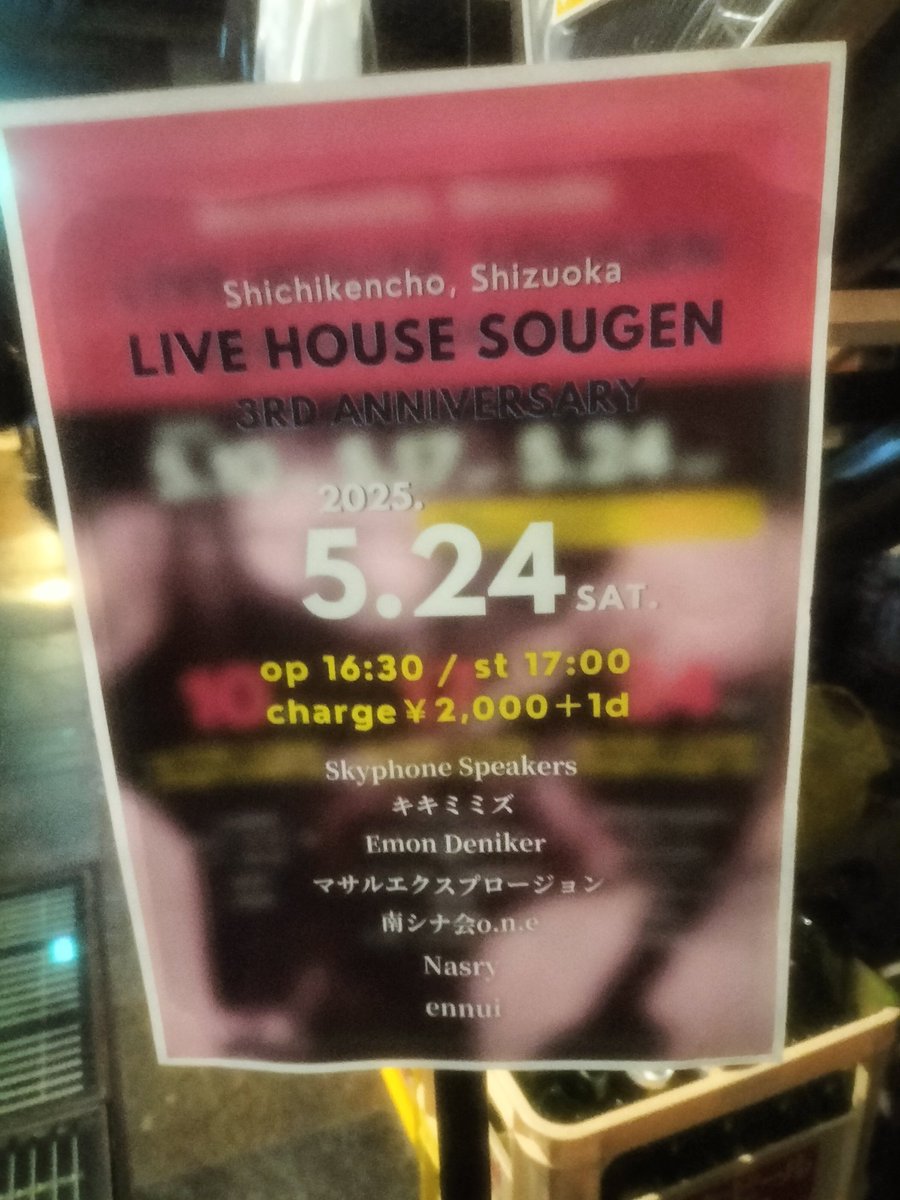 Shichikencho, Shizuoka
LIVE HOUSE SOUGEN
3RD ANNIVERSARY
2025.
5.24 SAT.
op 16:30 / st 17:00
charge¥2,000+1d
Skyphone Speakers
キキミミズ
Emon Deniker
マサルエクスプロージョン
南シナ会o.n.e
Nasry
ennui